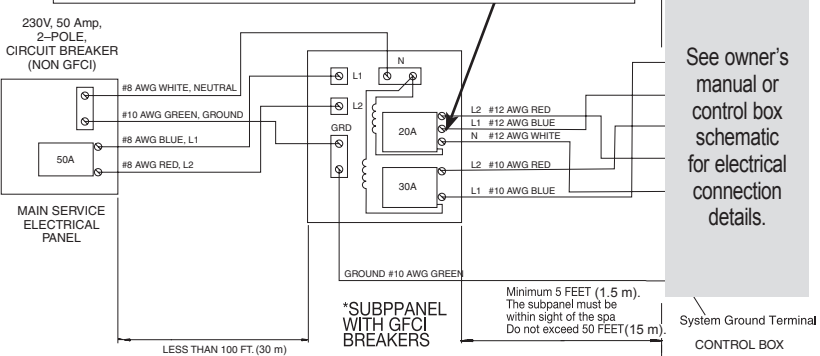 230V, 50 Amp,
2–POLE,
CIRCUIT BREAKER
(NON GFCI)
#8 AWG WHITE, NEUTRAL
#10 AWG GREEN, GROUND
#8 AWG BLUE, L1
#8 AWG RED, L2
50A
MAIN SERVICE
ELECTRICAL
PANEL
LESS THAN 100 FT. (30 m)
N
L1
L2
GRD
20A
30A
L2 #12 AWG RED
L1 #12 AWG BLUE
N #12 AWG WHITE
L2 #10 AWG RED
L1 #10 AWG BLUE
GROUND #10 AWG GREEN
*SUBPPANEL
WITH GFCI
BREAKERS
Minimum 5 FEET (1.5 m).
The subpanel must be
within sight of the spa
Do not exceed 50 FEET(15 m).
See owner's
manual or
control box
schematic
for electrical
connection
details.
System Ground Terminal
CONTROL BOX